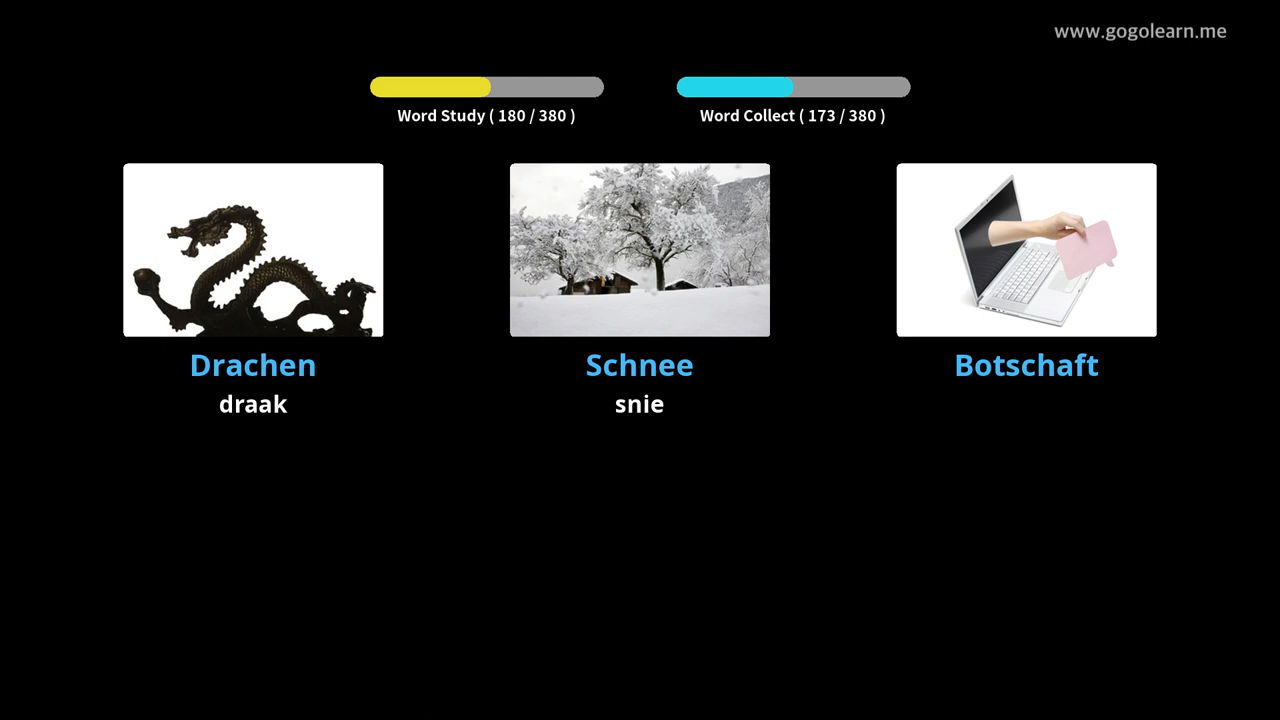 www.gogolearn.me
Word Study ( 180 / 380 )
Word Collect ( 173 / 380 )
Drachen
draak
Schnee
snie
Botschaft